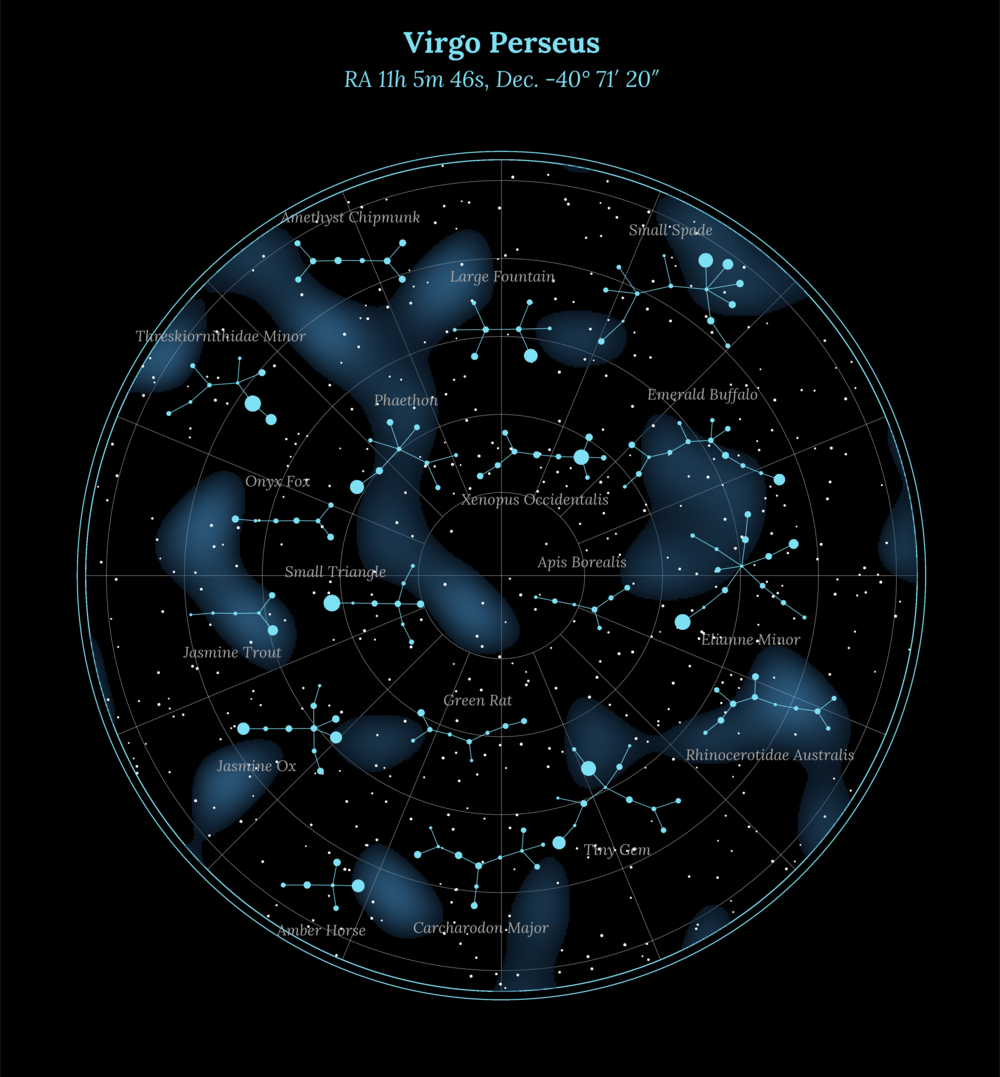 Virgo Perseus
RA 11h 5m 46s, Dec. -40° 71′ 20″
Amethyst Chipmunk
Small Spade
Large Fountain
Threskiornithidae Minor
Emerald Buffalo
Phaethon
Onyx Fox
Xenopus Occidentalis
Apis Borealis
Small Triangle
Etianne Minor
Jasmine Trout
Green Rat
Rhinocerotidae Australis
Jasmine Ox
Tiny Gem
Carcharodon Major
Amber Horse